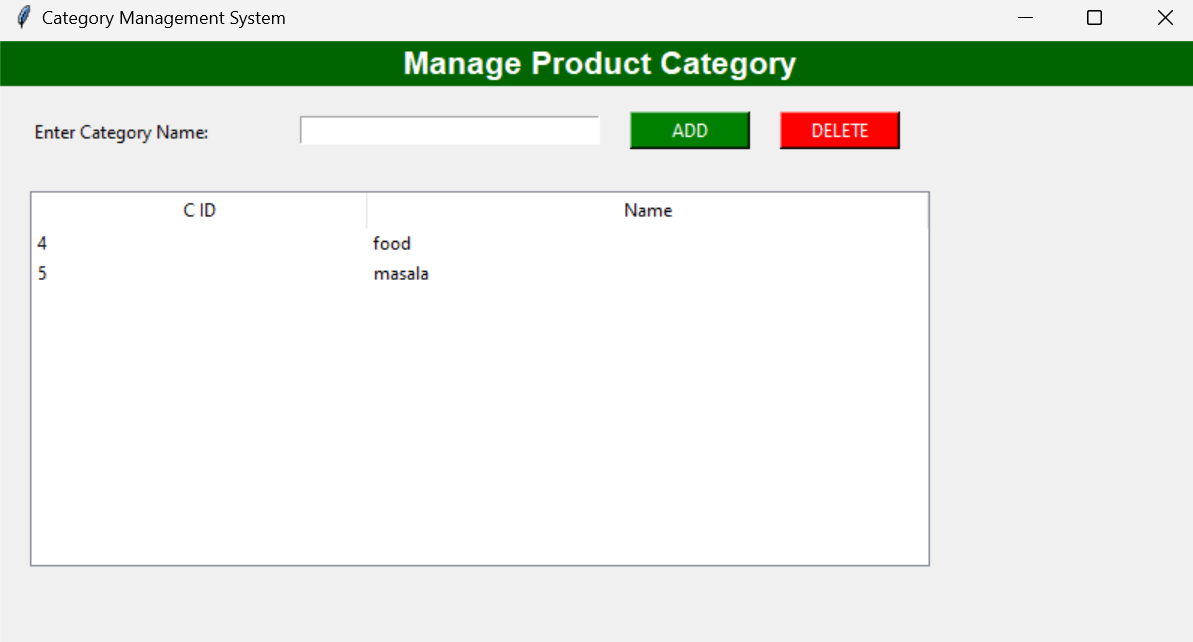 Category Management System
Manage Product Category
Enter Category Name: ADD DELETE
C ID Name
4 food
5 masala